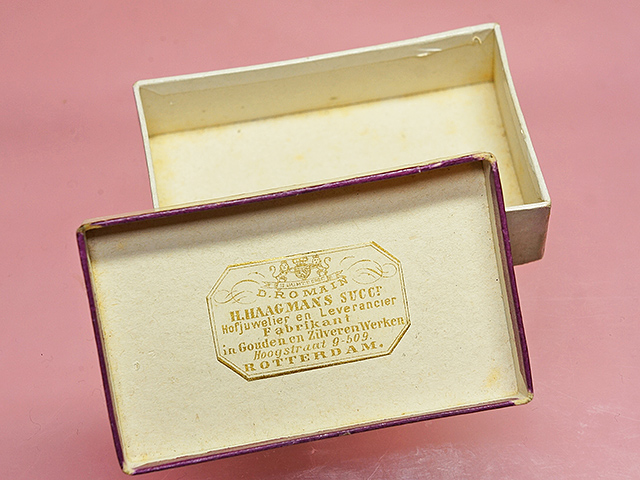 D. ROMAIN
H. HAAGMANS SUCCR
Hofjuwelier en Leverancier
Fabrikant
in Gouden en Zilveren Werken
Hoogstraat 9-509.
ROTTERDAM.